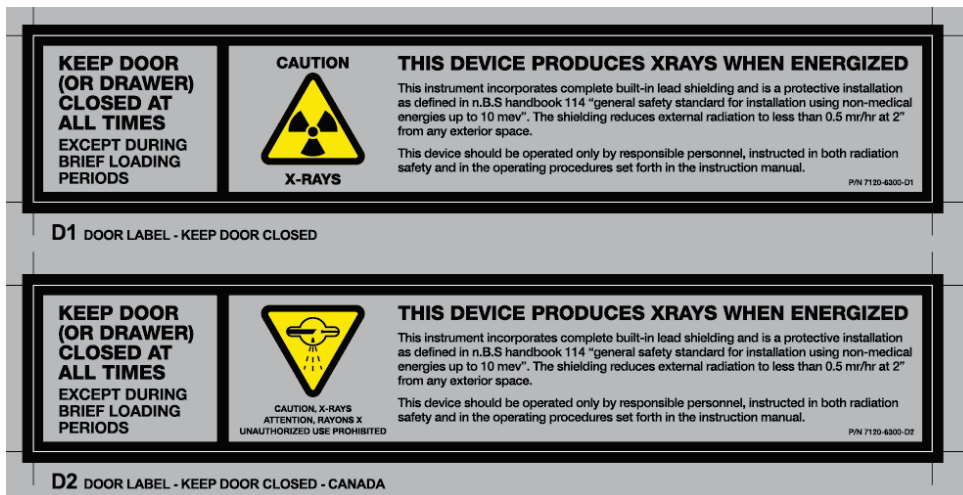 KEEP DOOR
(OR DRAWER)
CLOSED AT
ALL TIMES
EXCEPT DURING
BRIEF LOADING
PERIODS
CAUTION
X-RAYS
THIS DEVICE PRODUCES XRAYS WHEN ENERGIZED
This instrument incorporates complete built-in lead shielding and is a protective installation
as defined in n.B.S handbook 114 “general safety standard for installation using non-medical
energies up to 10 mev”. The shielding reduces external radiation to less than 0.5 mr/hr at 2”
from any exterior space.
This device should be operated only by responsible personnel, instructed in both radiation
safety and in the operating procedures set forth in the instruction manual.
P/N 7120-6300-D1
D1 DOOR LABEL - KEEP DOOR CLOSED
KEEP DOOR
(OR DRAWER)
CLOSED AT
ALL TIMES
EXCEPT DURING
BRIEF LOADING
PERIODS
CAUTION, X-RAYS
ATTENTION, RAYONS X
UNAUTHORIZED USE PROHIBITED
THIS DEVICE PRODUCES XRAYS WHEN ENERGIZED
This instrument incorporates complete built-in lead shielding and is a protective installation
as defined in n.B.S handbook 114 “general safety standard for installation using non-medical
energies up to 10 mev”. The shielding reduces external radiation to less than 0.5 mr/hr at 2”
from any exterior space.
This device should be operated only by responsible personnel, instructed in both radiation
safety and in the operating procedures set forth in the instruction manual.
P/N 7120-6300-D2
D2 DOOR LABEL - KEEP DOOR CLOSED - CANADA